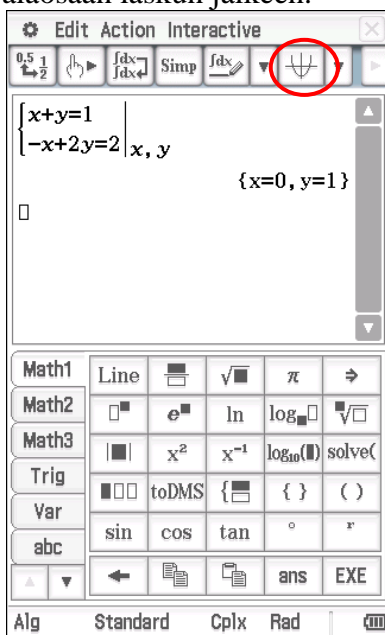 alaosaan laskun jälkeen.
Edit Action Interactive
0.5 1 2 ∫dx ∫dx Simp ∫dx
{x+y=1
-x+2y=2|x, y
{x=0, y=1}
Math1 Line √■ π ⇒
Math2 □■ e■ ln log■□ ■√□
Math3 |■| x² x⁻¹ log₁₀(■) solve(
Trig ■□□ toDMS { { } ( )
Var sin cos tan ° r
abc
ans EXE
Alg Standard Cplx Rad